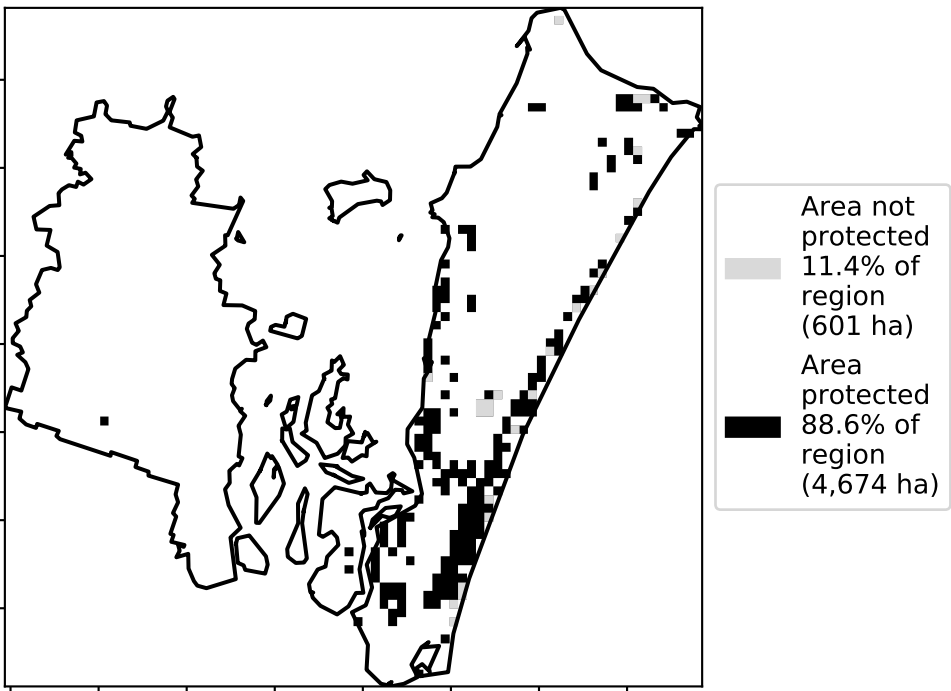 Area not
protected
11.4% of
region
(601 ha)
Area
protected
88.6% of
region
(4,674 ha)